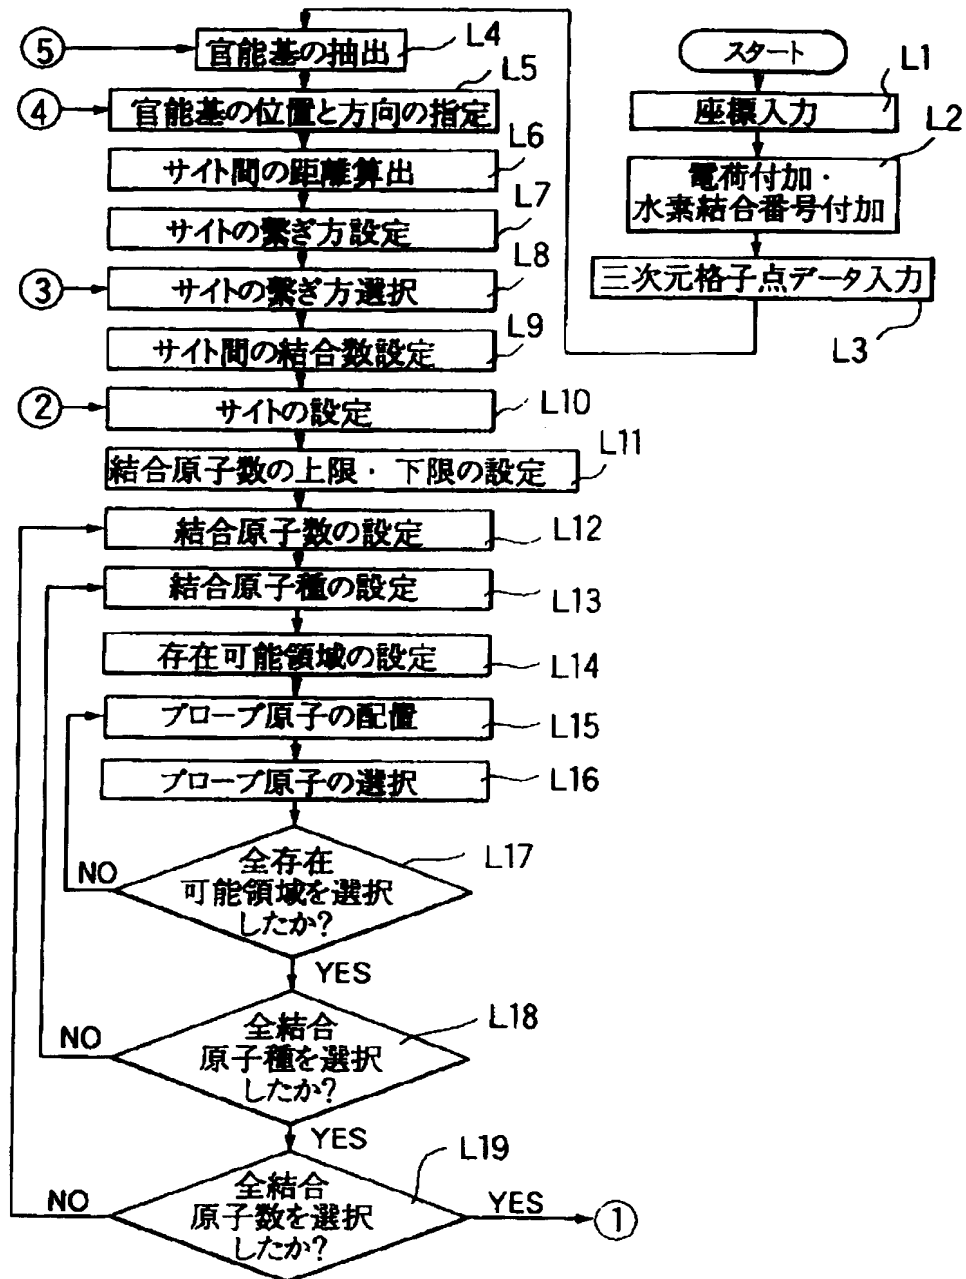 スタート
L1
座標入力
L2
電荷付加・
水素結合番号付加
三次元格子点データ入力
L3
⑤
官能基の抽出
L4
L5
④
官能基の位置と方向の指定
L6
サイト間の距離算出
L7
サイトの繋ぎ方設定
L8
③
サイトの繋ぎ方選択
L9
サイト間の結合数設定
②
サイトの設定
L10
L11
結合原子数の上限・下限の設定
結合原子数の設定
L12
結合原子種の設定
L13
存在可能領域の設定
L14
プローブ原子の配置
L15
プローブ原子の選択
L16
L17
全存在
可能領域を選択
したか?
NO
YES
L18
全結合
原子種を選択
したか?
NO
YES
L19
全結合
原子数を選択
したか?
NO
YES
①